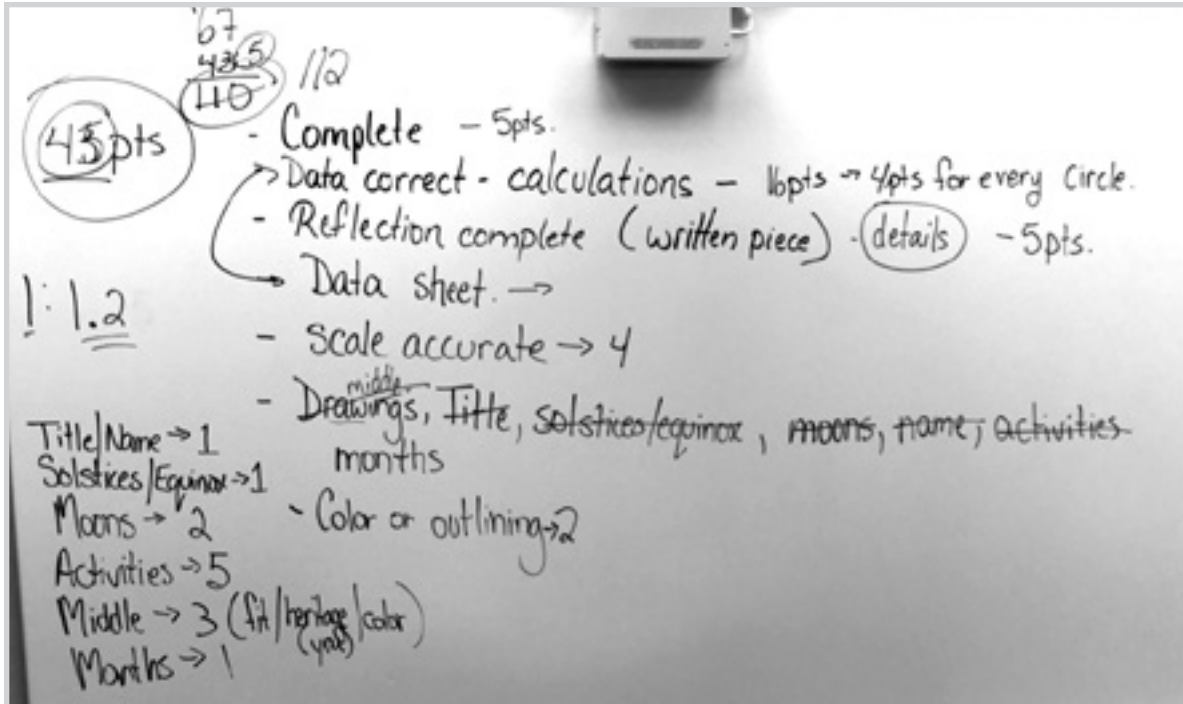 67
43 5
110
112
45pts
- Complete - 5pts.
Data correct - calculations - 16pts → 4pts for every Circle.
- Reflection complete (written piece) - details - 5pts.
Data sheet. →
1:1.2
- Scale accurate → 4
middle
- Drawings, Title, solstices/equinox, moons, name, activities
months
Title/Name → 1
Solstices/Equinox → 1
Moons → 2
- Color or outlining → 2
Activities → 5
Middle → 3 (fit/heritage/color)
(you)
Months → 1